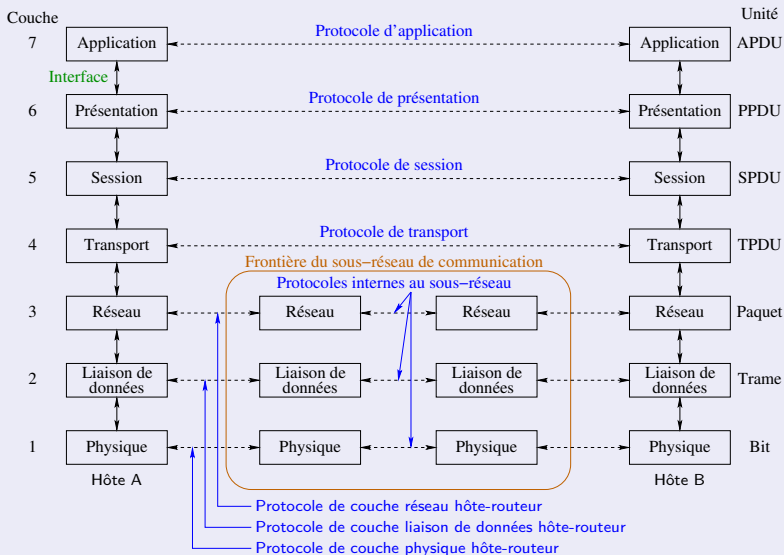 Couche
Unité
7
Application
Protocole d'application
Application
APDU
Interface
6
Présentation
Protocole de présentation
Présentation
PPDU
5
Session
Protocole de session
Session
SPDU
4
Transport
Protocole de transport
Transport
TPDU
Frontière du sous−réseau de communication
Protocoles internes au sous−réseau
3
Réseau
Réseau
Réseau
Réseau
Paquet
2
Liaison de
données
Liaison de
données
Liaison de
données
Liaison de
données
Trame
1
Physique
Physique
Physique
Physique
Bit
Hôte A
Hôte B
Protocole de couche réseau hôte-routeur
Protocole de couche liaison de données hôte-routeur
Protocole de couche physique hôte-routeur